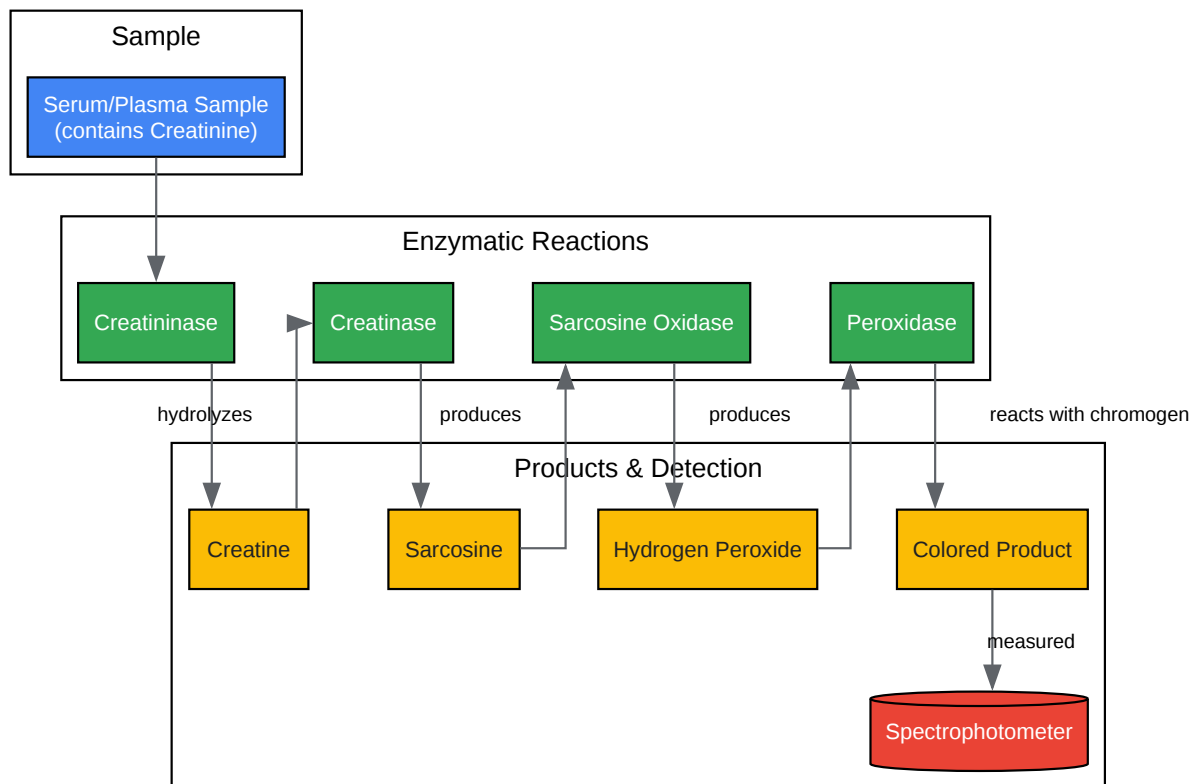 Sample
Serum/Plasma Sample
(contains Creatinine)
Enzymatic Reactions
Creatininase
Creatinase
Sarcosine Oxidase
Peroxidase
hydrolyzes
produces
produces
reacts with chromogen
Products & Detection
Creatine
Sarcosine
Hydrogen Peroxide
Colored Product
measured
Spectrophotometer